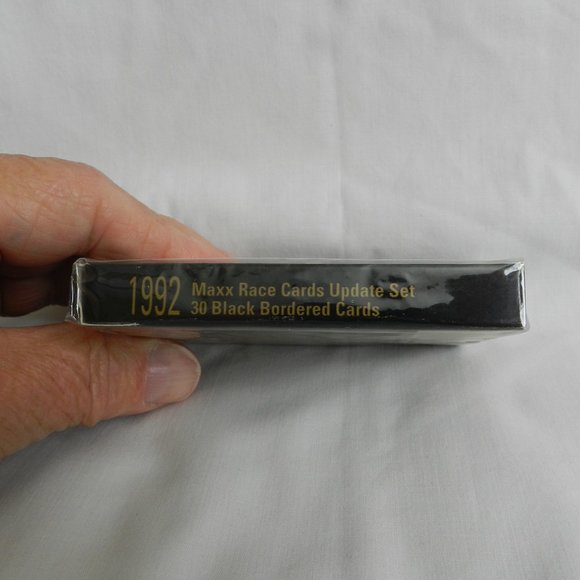 1992 Maxx Race Cards Update Set
30 Black Bordered Cards